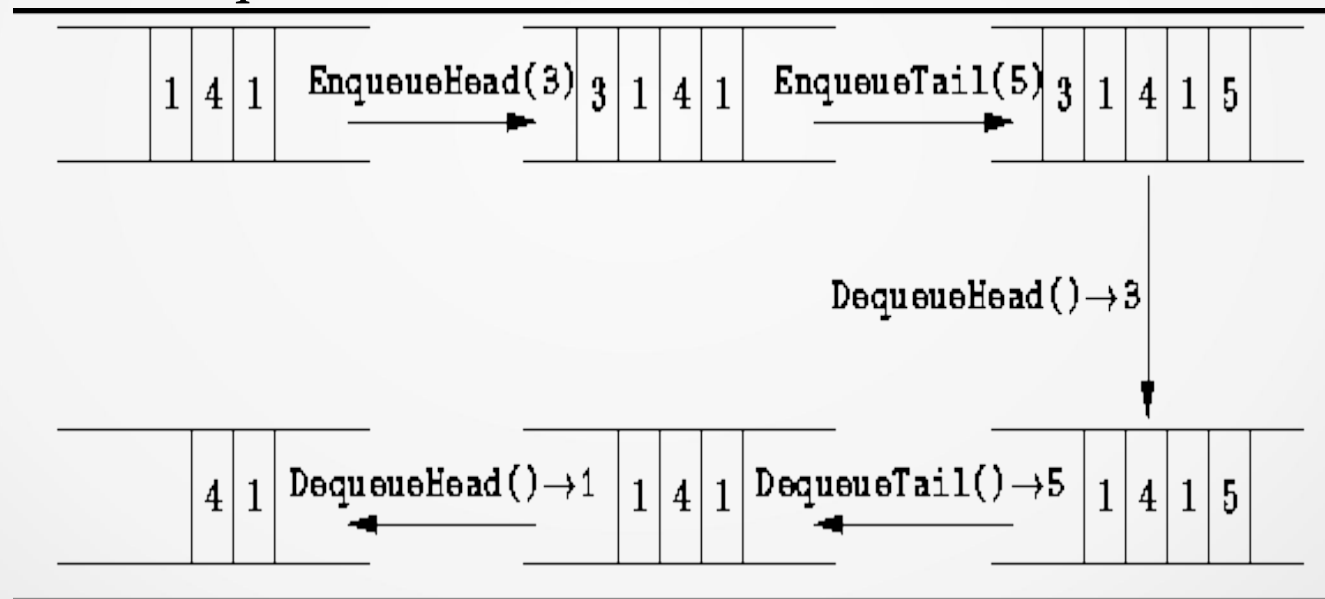 1 4 1 EnqueueHead(3) 3 1 4 1 EnqueueTail(5) 3 1 4 1 5
DequeueHead()→3
4 1 DequeueHead()→1 1 4 1 DequeueTail()→5 1 4 1 5